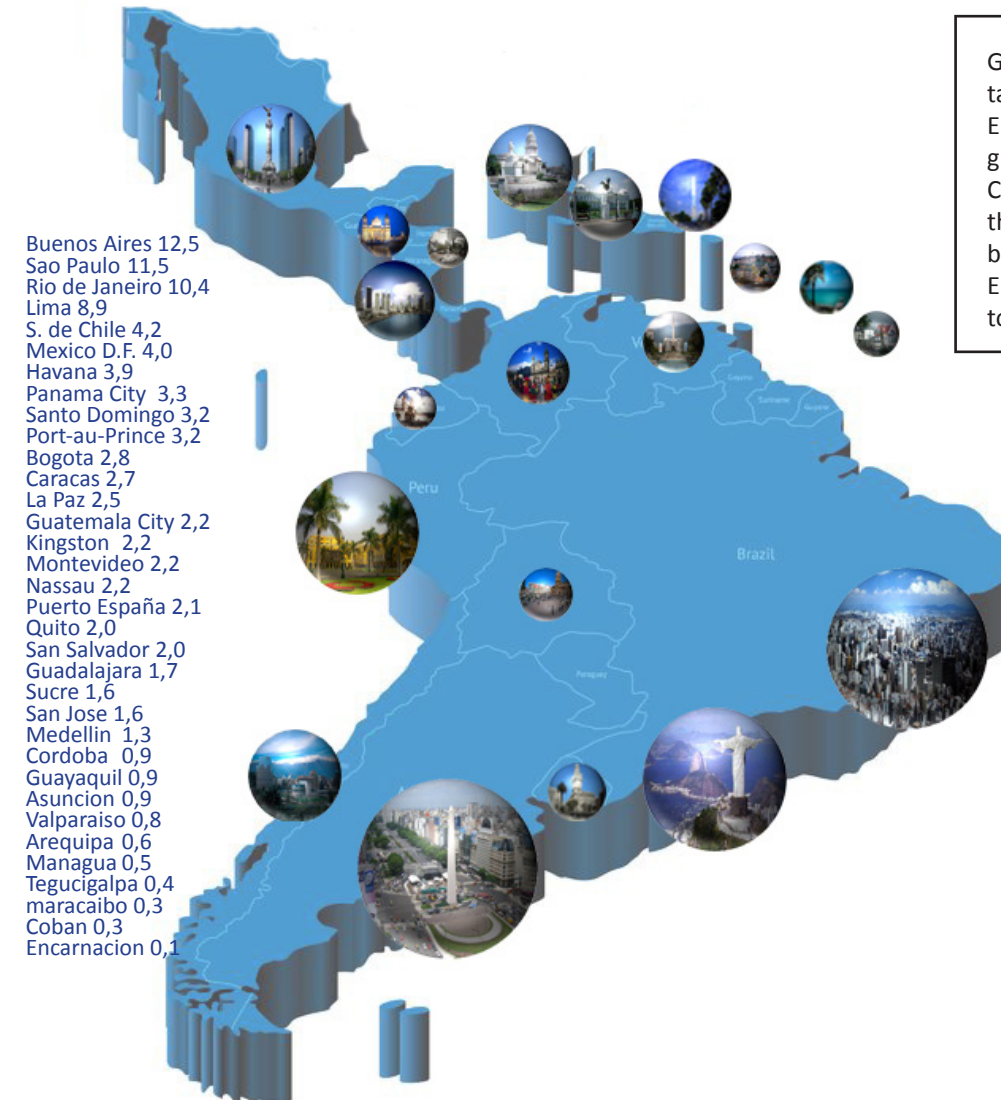 Buenos Aires 12,5
Sao Paulo 11,5
Rio de Janeiro 10,4
Lima 8,9
S. de Chile 4,2
Mexico D.F. 4,0
Havana 3,9
Panama City 3,3
Santo Domingo 3,2
Port-au-Prince 3,2
Bogota 2,8
Caracas 2,7
La Paz 2,5
Guatemala City 2,2
Kingston 2,2
Montevideo 2,2
Nassau 2,2
Puerto España 2,1
Quito 2,0
San Salvador 2,0
Guadalajara 1,7
Sucre 1,6
San Jose 1,6
Medellin 1,3
Cordoba 0,9
Guayaquil 0,9
Asuncion 0,9
Valparaiso 0,8
Arequipa 0,6
Managua 0,5
Tegucigalpa 0,4
maracaibo 0,3
Coban 0,3
Encarnacion 0,1
Panama
Guyana
Suriname
Guyane
Peru
Brazil
Paraguay